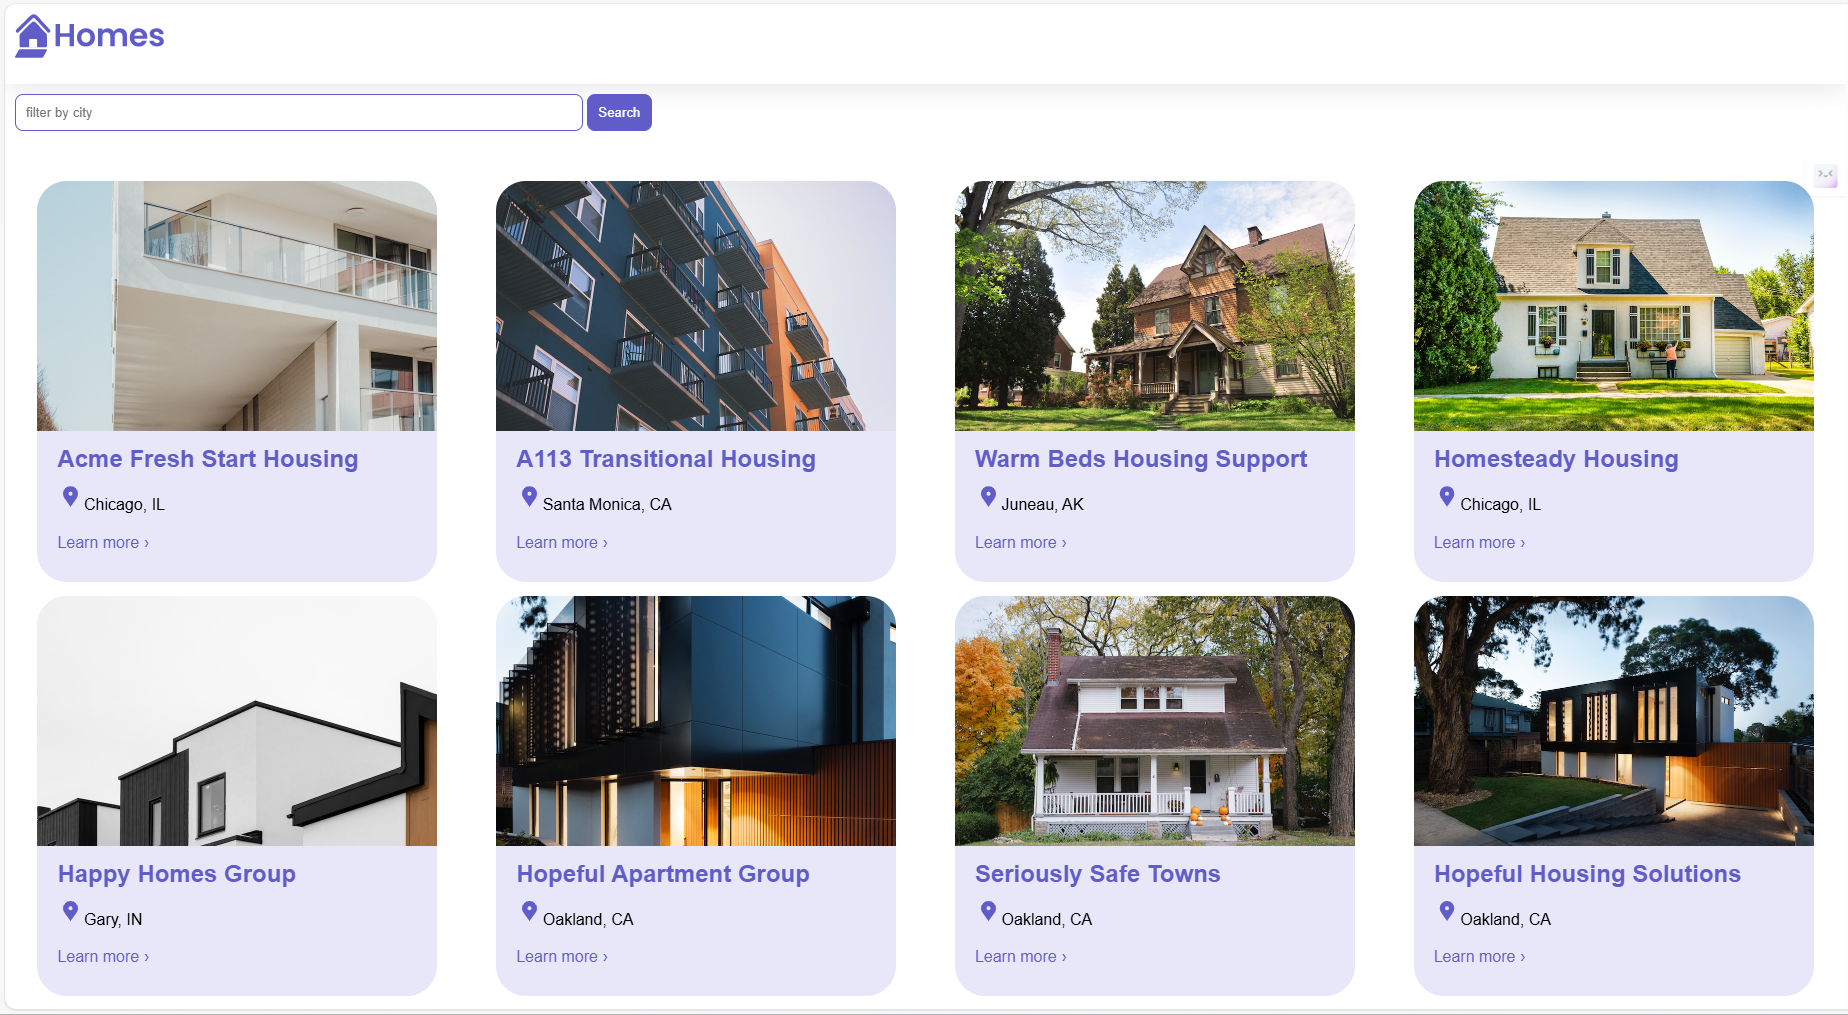 Homes
filter by city
Search
Acme Fresh Start Housing
Chicago, IL
Learn more ›
A113 Transitional Housing
Santa Monica, CA
Learn more ›
Warm Beds Housing Support
Juneau, AK
Learn more ›
Homesteady Housing
Chicago, IL
Learn more ›
Happy Homes Group
Gary, IN
Learn more ›
Hopeful Apartment Group
Oakland, CA
Learn more ›
Seriously Safe Towns
Oakland, CA
Learn more ›
Hopeful Housing Solutions
Oakland, CA
Learn more ›